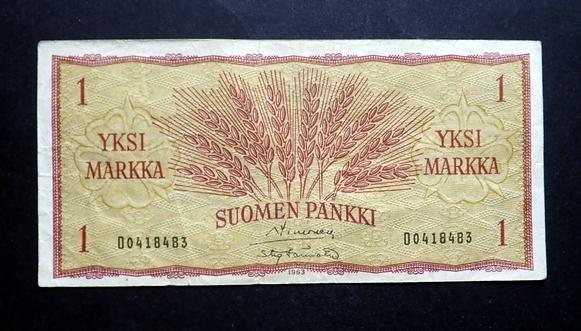 1 1
YKSI MARKKA
YKSI MARKKA
SUOMEN PANKKI
D0418483 D0418483
1 1
1963